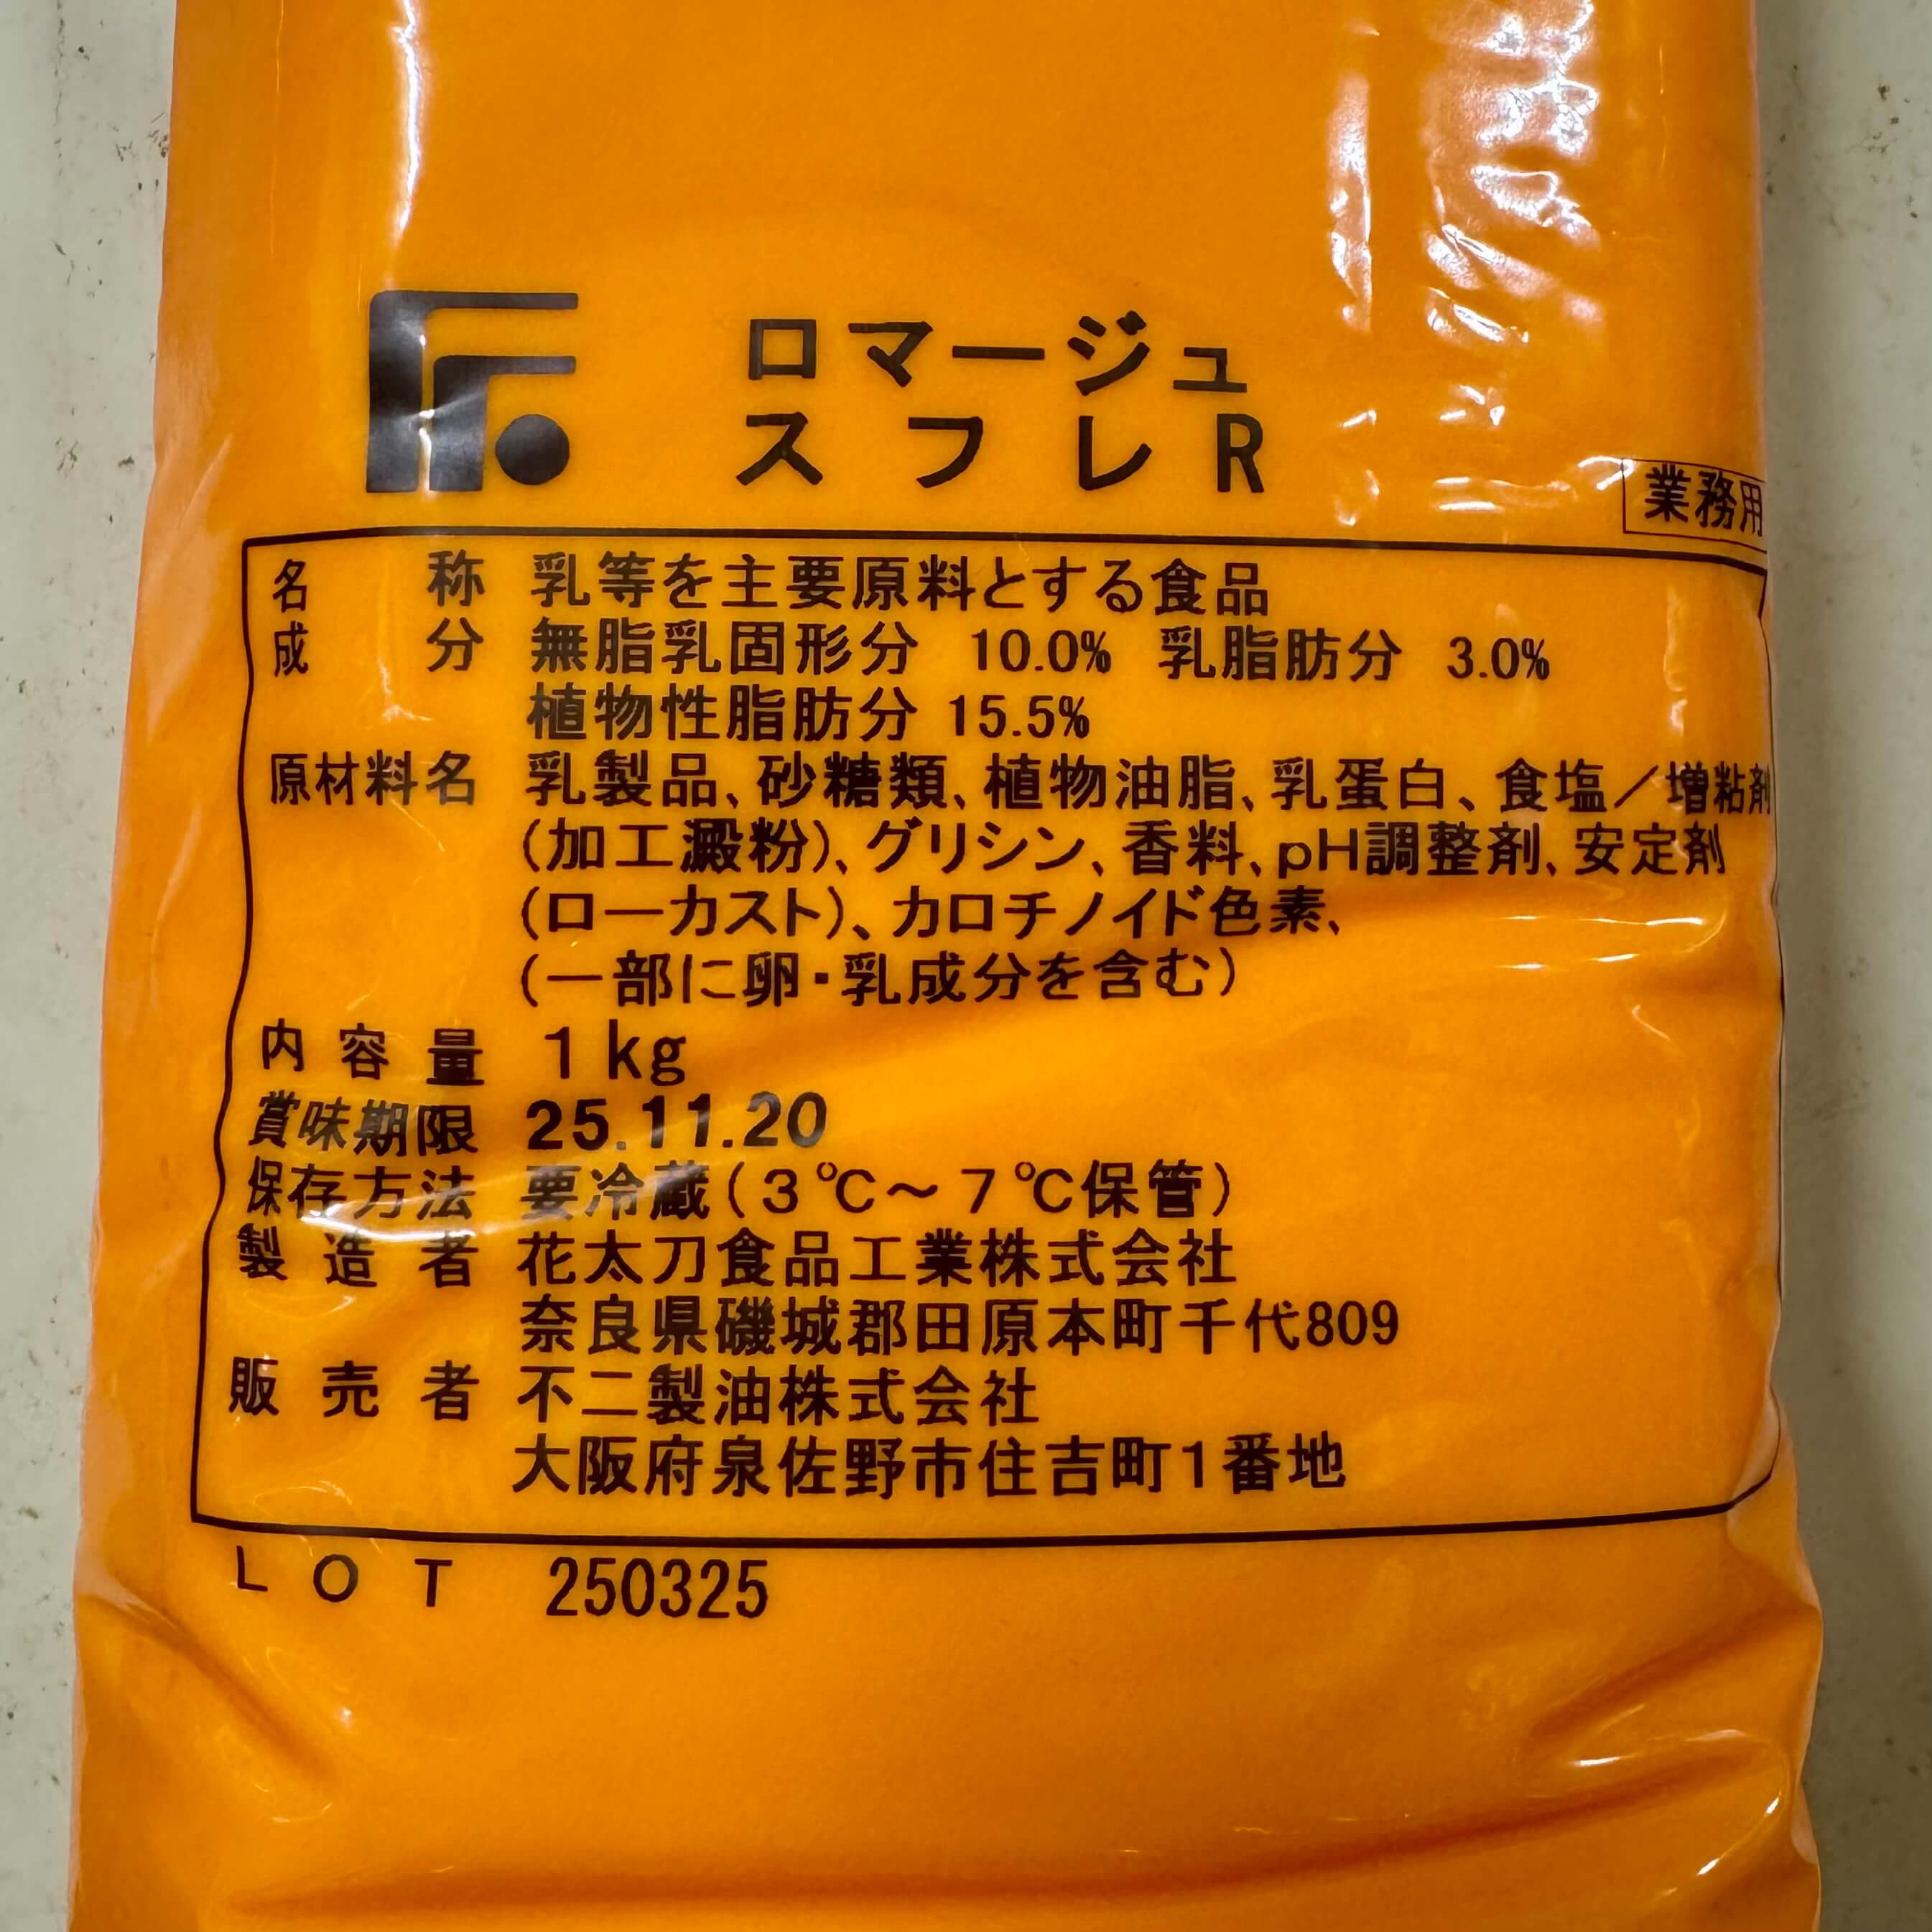 ロマージュ
スフレR
業務用
名称 乳等を主要原料とする食品
成分 無脂乳固形分 10.0% 乳脂肪分 3.0%
植物性脂肪分 15.5%
原材料名 乳製品、砂糖類、植物油脂、乳蛋白、食塩／増粘剤
(加工澱粉)、グリシン、香料、pH調整剤、安定剤
(ローカスト)、カロチノイド色素、
(一部に卵・乳成分を含む)
内容量 1kg
賞味期限 25.11.20
保存方法 要冷蔵(3℃〜7℃保管)
製造者 花太刀食品工業株式会社
奈良県磯城郡田原本町千代809
販売者 不二製油株式会社
大阪府泉佐野市住吉町1番地
LOT 250325